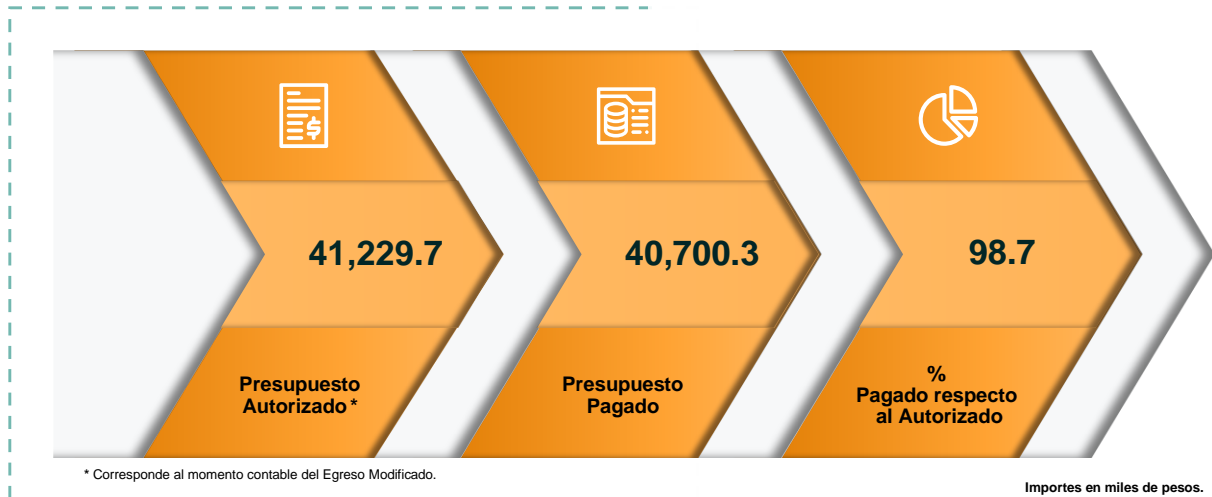 41,229.7
40,700.3
98.7
Presupuesto
Autorizado *
Presupuesto
Pagado
%
Pagado respecto
al Autorizado
* Corresponde al momento contable del Egreso Modificado.
Importes en miles de pesos.